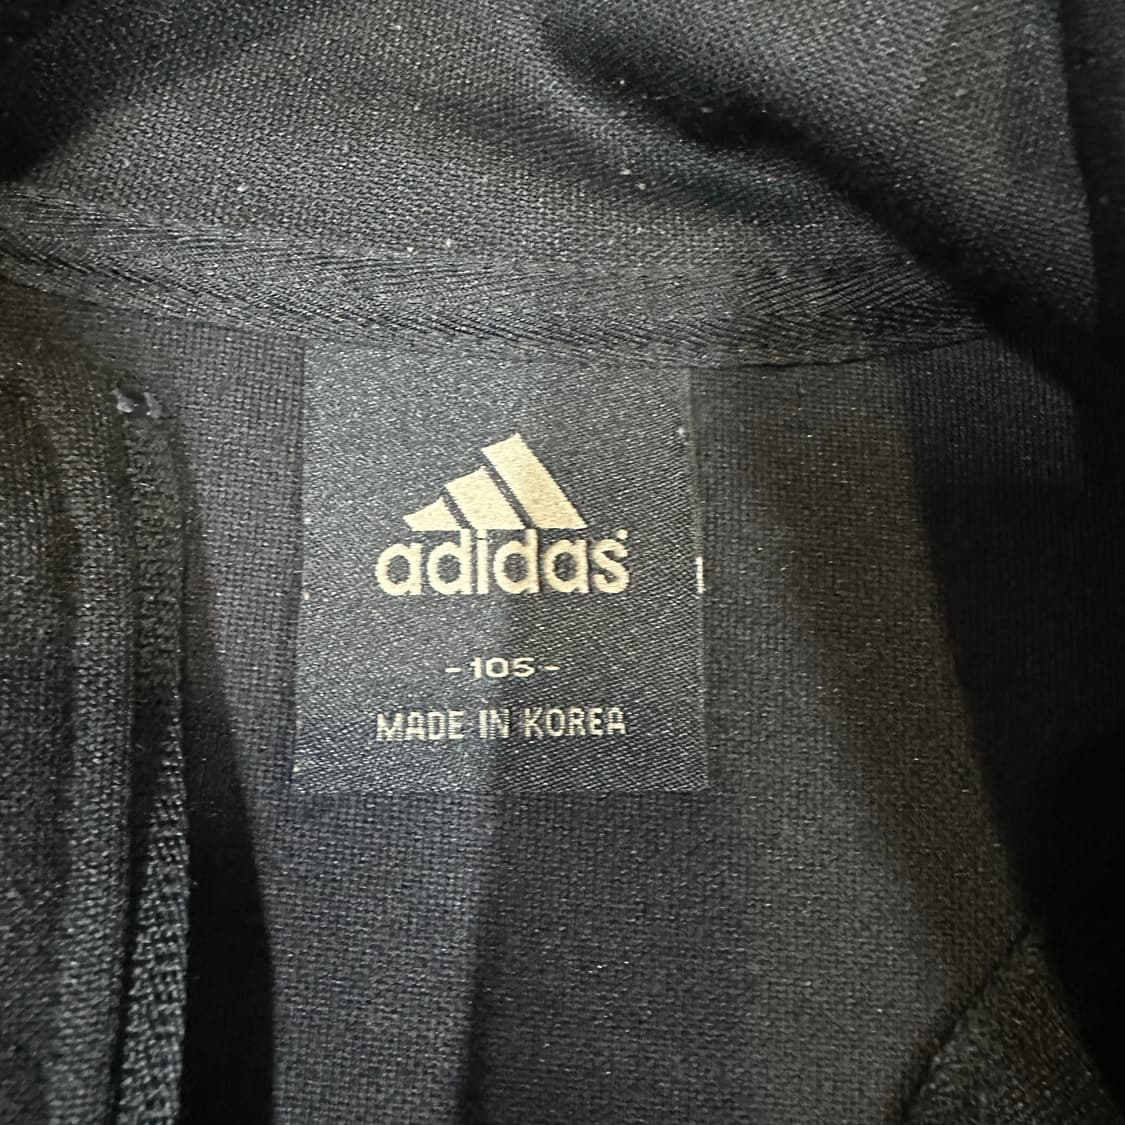 adidas
-105-
MADE IN KOREA